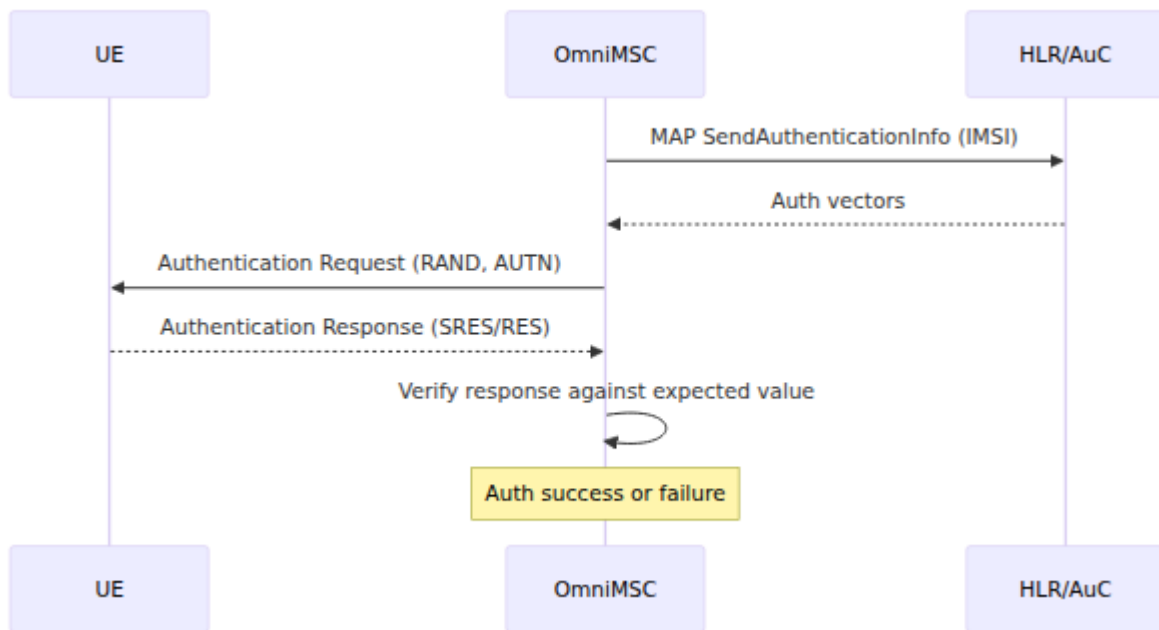 UE
OmniMSC
HLR/AuC
MAP SendAuthenticationInfo (IMSI)
Auth vectors
Authentication Request (RAND, AUTN)
Authentication Response (SRES/RES)
Verify response against expected value
Auth success or failure
UE
OmniMSC
HLR/AuC